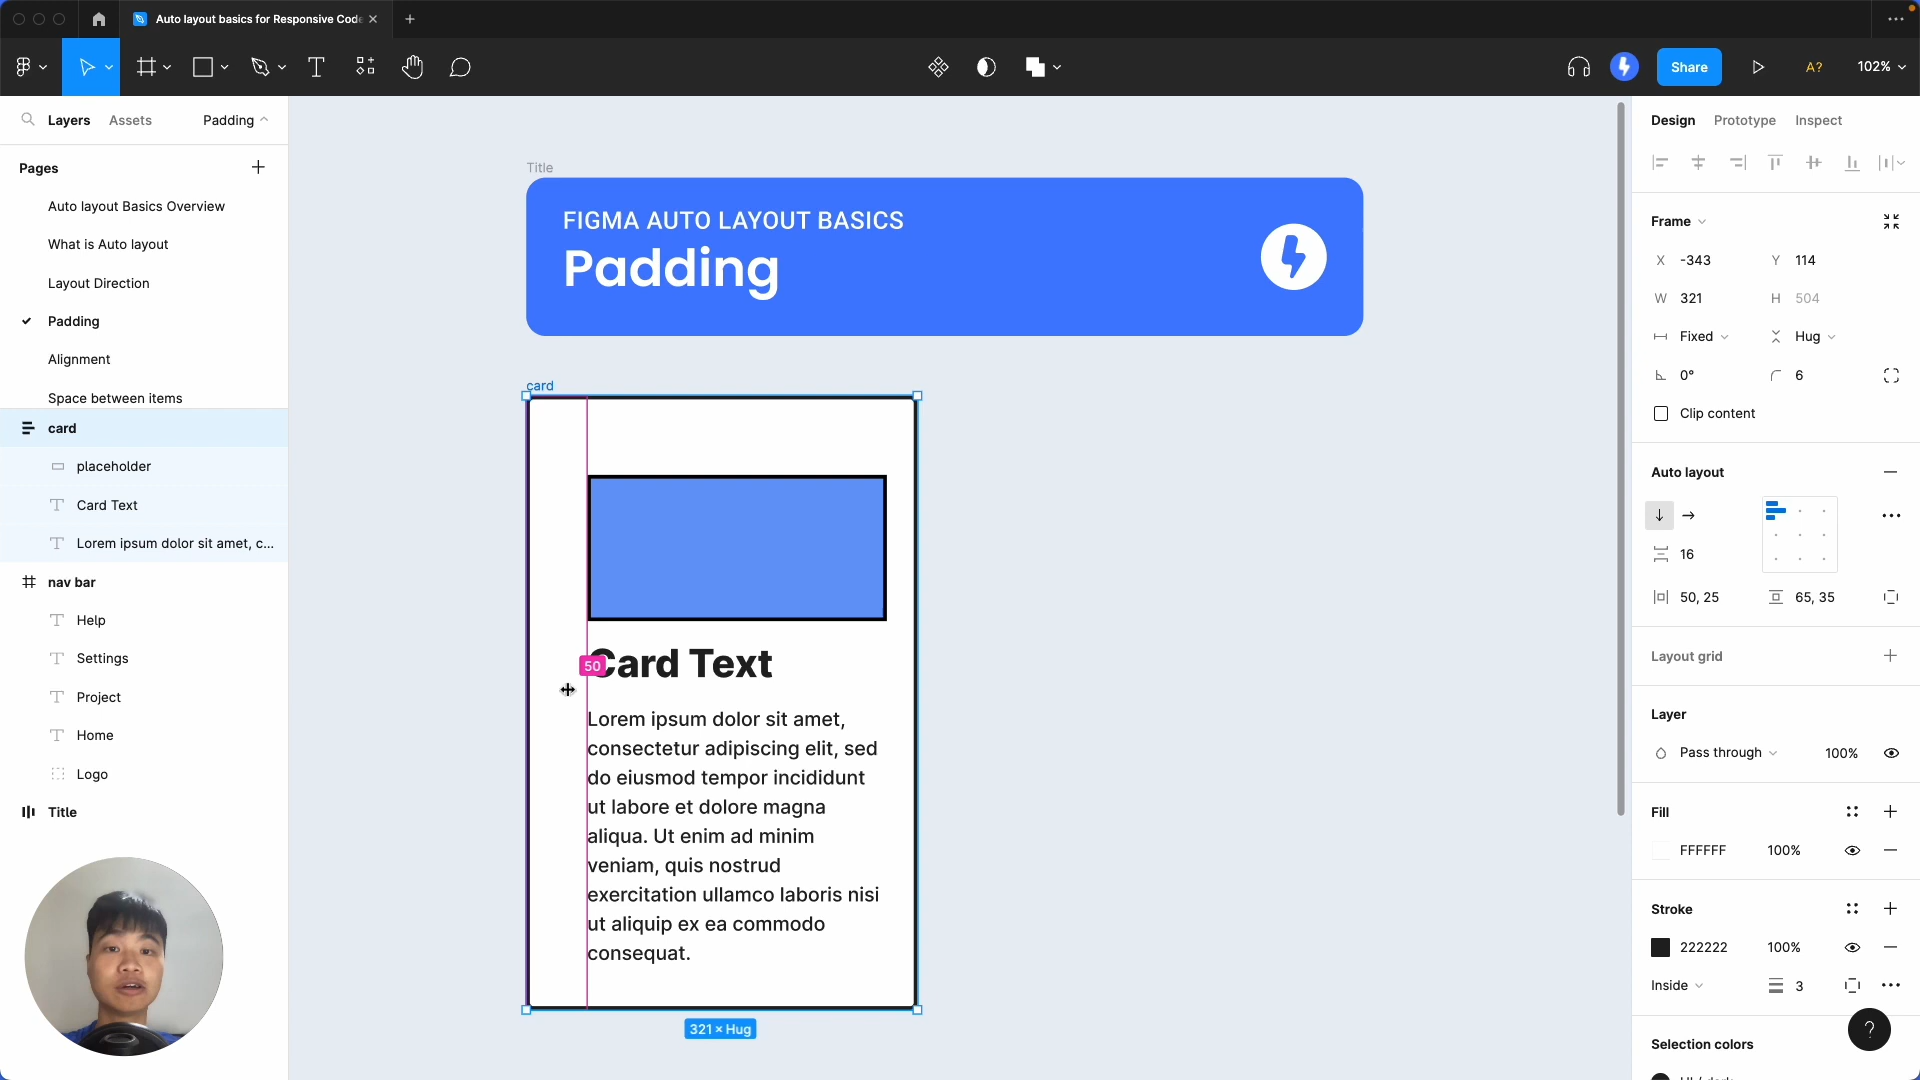 Auto layout basics for Responsive Code
Share
A?
102%
Layers
Assets
Padding
Pages
Auto layout Basics Overview
What is Auto layout
Layout Direction
Padding
Alignment
Space between items
card
placeholder
Card Text
Lorem ipsum dolor sit amet, c...
nav bar
Help
Settings
Project
Home
Logo
Title
Title
FIGMA AUTO LAYOUT BASICS
Padding
card
Card Text
50
Lorem ipsum dolor sit amet,
consectetur adipiscing elit, sed
do eiusmod tempor incididunt
ut labore et dolore magna
aliqua. Ut enim ad minim
veniam, quis nostrud
exercitation ullamco laboris nisi
ut aliquip ex ea commodo
consequat.
321 × Hug
Design
Prototype
Inspect
Frame
X -343
Y 114
W 321
H 504
Fixed
Hug
0°
6
Clip content
Auto layout
16
50, 25
65, 35
Layout grid
Layer
Pass through
100%
Fill
FFFFFF
100%
Stroke
222222
100%
Inside
3
?
Selection colors